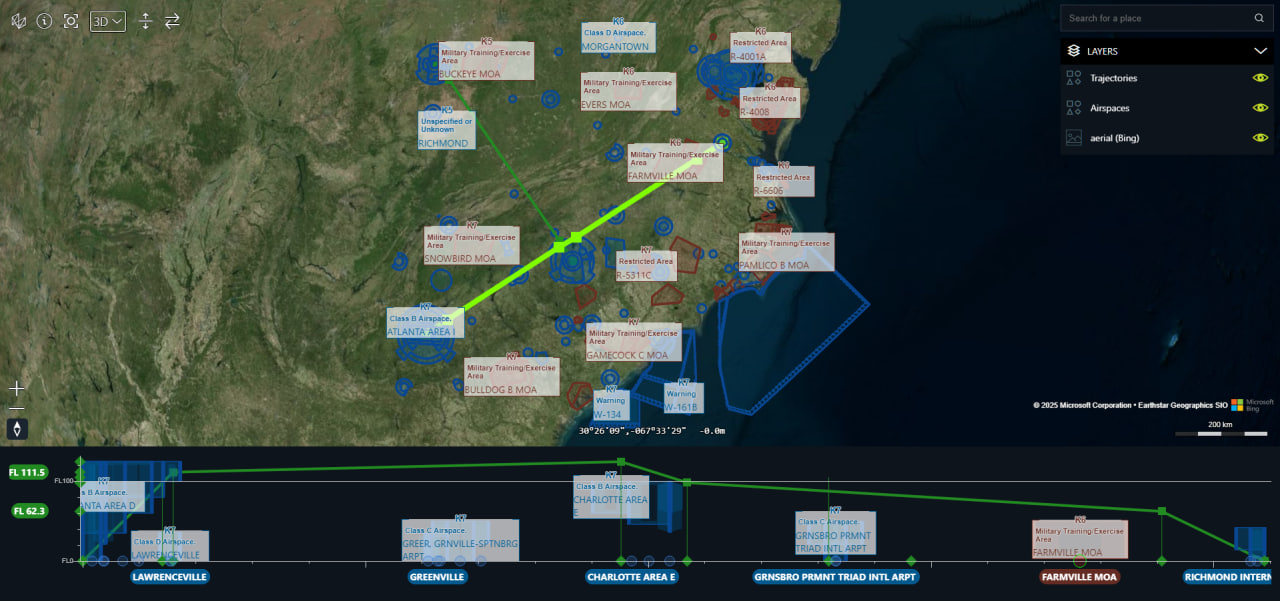 3D
Search for a place
LAYERS
Trajectories
Airspaces
aerial (Bing)
K5
Military Training/Exercise
Area
BUCKEYE MOA
K6
Class D Airspace.
MORGANTOWN
K6
Restricted Area
R-4001A
K6
Military Training/Exercise
Area
EVERS MOA
K6
Restricted Area
R-4008
K5
Unspecified or
Unknown
RICHMOND
K6
Military Training/Exercise
Area
FARMVILLE MOA
K6
Restricted Area
R-6606
K7
Military Training/Exercise
Area
SNOWBIRD MOA
K7
Restricted Area
R-5311C
K7
Military Training/Exercise
Area
PAMLICO B MOA
K7
Class B Airspace.
ATLANTA AREA I
K7
Military Training/Exercise
Area
GAMECOCK C MOA
K7
Military Training/Exercise
Area
BULLDOG B MOA
K7
Warning
W-134
K7
Warning
W-161B
30°26'09",-067°33'29" -0.0m
© 2025 Microsoft Corporation • Earthstar Geographics SIO
Microsoft
Bing
200 km
FL 111.5
FL100
FL 62.3
FL0
K7
s B Airspace.
NTA AREA D
K7
Class D Airspace.
LAWRENCEVILLE
K7
Class C Airspace.
GREER, GRNVILLE-SPTNBRG
ARPT
K7
Class B Airspace.
CHARLOTTE AREA
E
K7
Class C Airspace.
GRNSBRO PRMNT
TRIAD INTL ARPT
K6
Military Training/Exercise
Area
FARMVILLE MOA
LAWRENCEVILLE
GREENVILLE
CHARLOTTE AREA E
GRNSBRO PRMNT TRIAD INTL ARPT
FARMVILLE MOA
RICHMOND INTERN